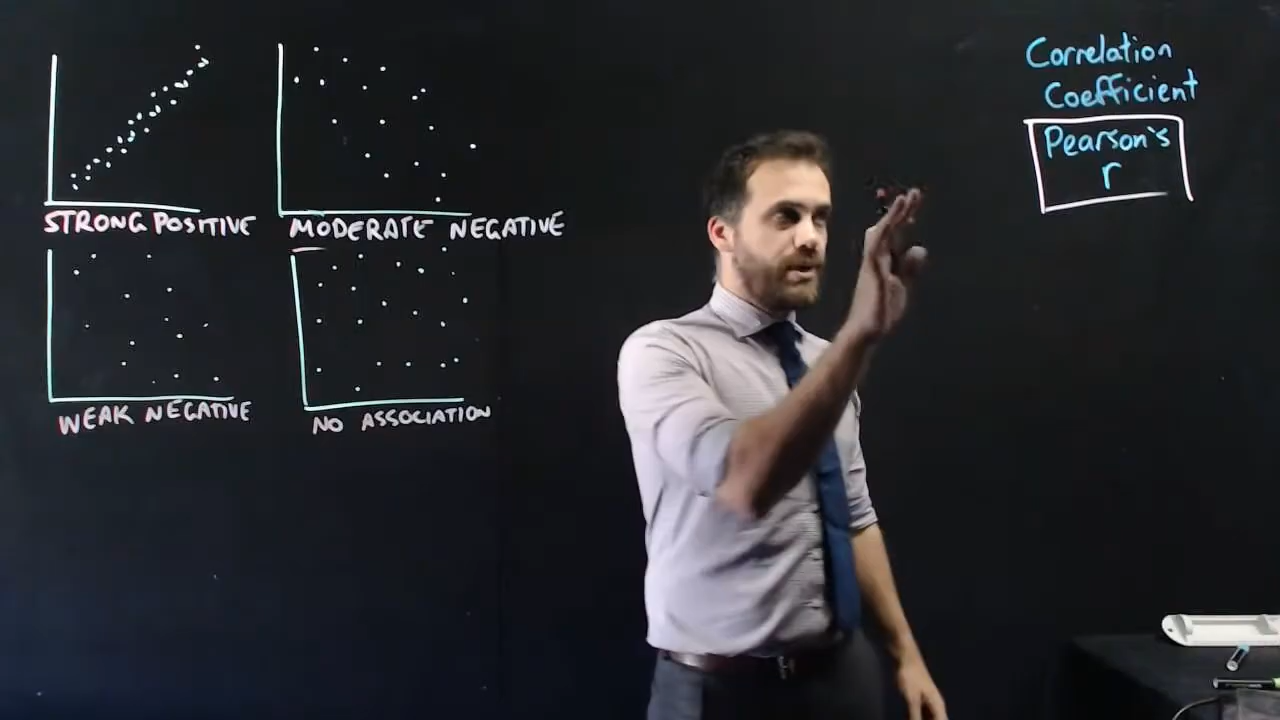 STRONG POSITIVE
MODERATE NEGATIVE
WEAK NEGATIVE
NO ASSOCIATION
Correlation
Coefficient
Pearson's
r